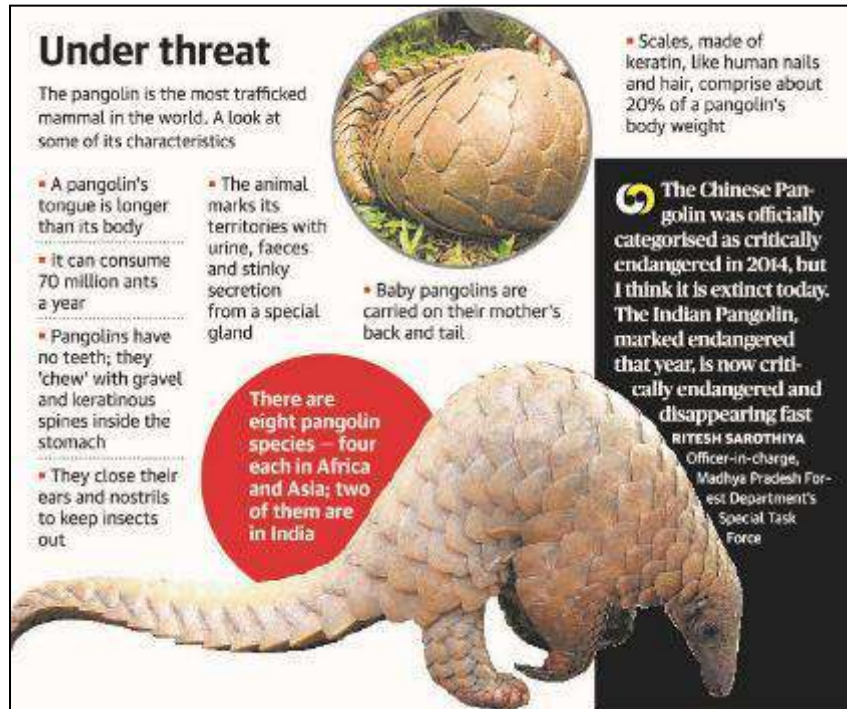 Under threat
The pangolin is the most trafficked
mammal in the world. A look at
some of its characteristics
▪ A pangolin's
tongue is longer
than its body
▪ It can consume
70 million ants
a year
▪ Pangolins have
no teeth; they
'chew' with gravel
and keratinous
spines inside the
stomach
▪ They close their
ears and nostrils
to keep insects
out
▪ The animal
marks its
territories with
urine, faeces
and stinky
secretion
from a special
gland
▪ Baby pangolins are
carried on their mother's
back and tail
▪ Scales, made of
keratin, like human nails
and hair, comprise about
20% of a pangolin's
body weight
There are
eight pangolin
species – four
each in Africa
and Asia; two
of them are
in India
The Chinese Pan-
golin was officially
categorised as critically
endangered in 2014, but
I think it is extinct today.
The Indian Pangolin,
marked endangered
that year, is now criti-
cally endangered and
disappearing fast
RITESH SAROTHIYA
Officer-in-charge,
Madhya Pradesh For-
est Department's
Special Task
Force